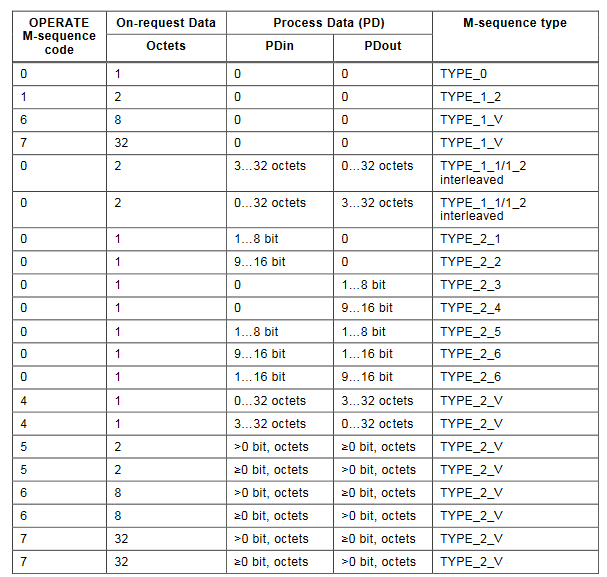 OPERATE M-sequence code | On-request Data | Process Data (PD) | M-sequence type
Octets | PDin | PDout
0 1 0 0 TYPE_0
1 2 0 0 TYPE_1_2
6 8 0 0 TYPE_1_V
7 32 0 0 TYPE_1_V
0 2 3…32 octets 0…32 octets TYPE_1_1/1_2 interleaved
0 2 0…32 octets 3…32 octets TYPE_1_1/1_2 interleaved
0 1 1…8 bit 0 TYPE_2_1
0 1 9…16 bit 0 TYPE_2_2
0 1 0 1…8 bit TYPE_2_3
0 1 0 9…16 bit TYPE_2_4
0 1 1…8 bit 1…8 bit TYPE_2_5
0 1 9…16 bit 1…16 bit TYPE_2_6
0 1 1…16 bit 9…16 bit TYPE_2_6
4 1 0…32 octets 3…32 octets TYPE_2_V
4 1 3…32 octets 0…32 octets TYPE_2_V
5 2 >0 bit, octets ≥0 bit, octets TYPE_2_V
5 2 ≥0 bit, octets >0 bit, octets TYPE_2_V
6 8 >0 bit, octets ≥0 bit, octets TYPE_2_V
6 8 ≥0 bit, octets >0 bit, octets TYPE_2_V
7 32 >0 bit, octets ≥0 bit, octets TYPE_2_V
7 32 ≥0 bit, octets >0 bit, octets TYPE_2_V